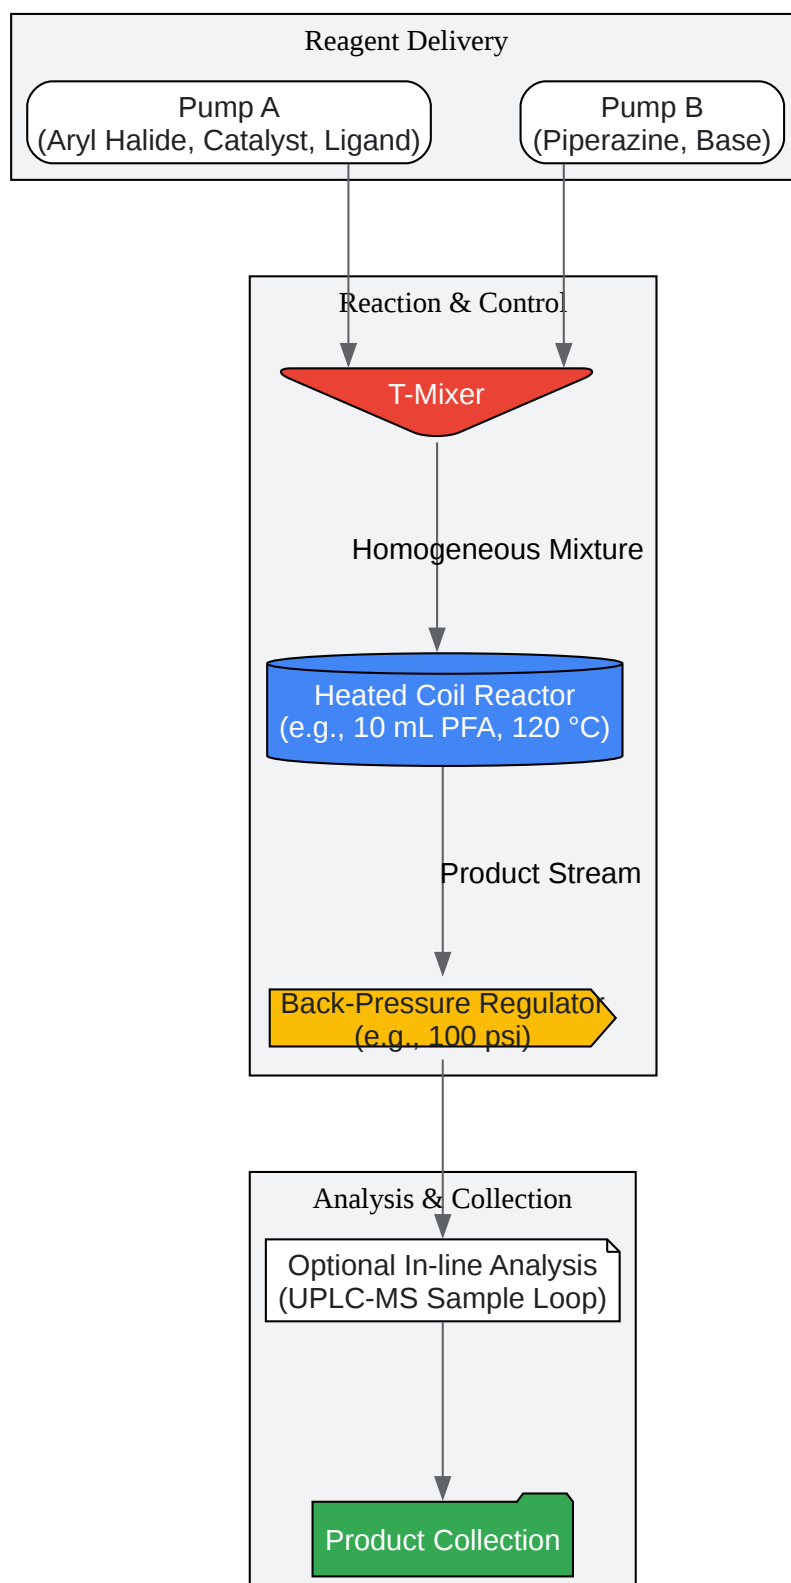 Reagent Delivery
Pump A
(Aryl Halide, Catalyst, Ligand)
Pump B
(Piperazine, Base)
Reaction & Control
T-Mixer
Homogeneous Mixture
Heated Coil Reactor
(e.g., 10 mL PFA, 120 °C)
Product Stream
Back-Pressure Regulator
(e.g., 100 psi)
Analysis & Collection
Optional In-line Analysis
(UPLC-MS Sample Loop)
Product Collection